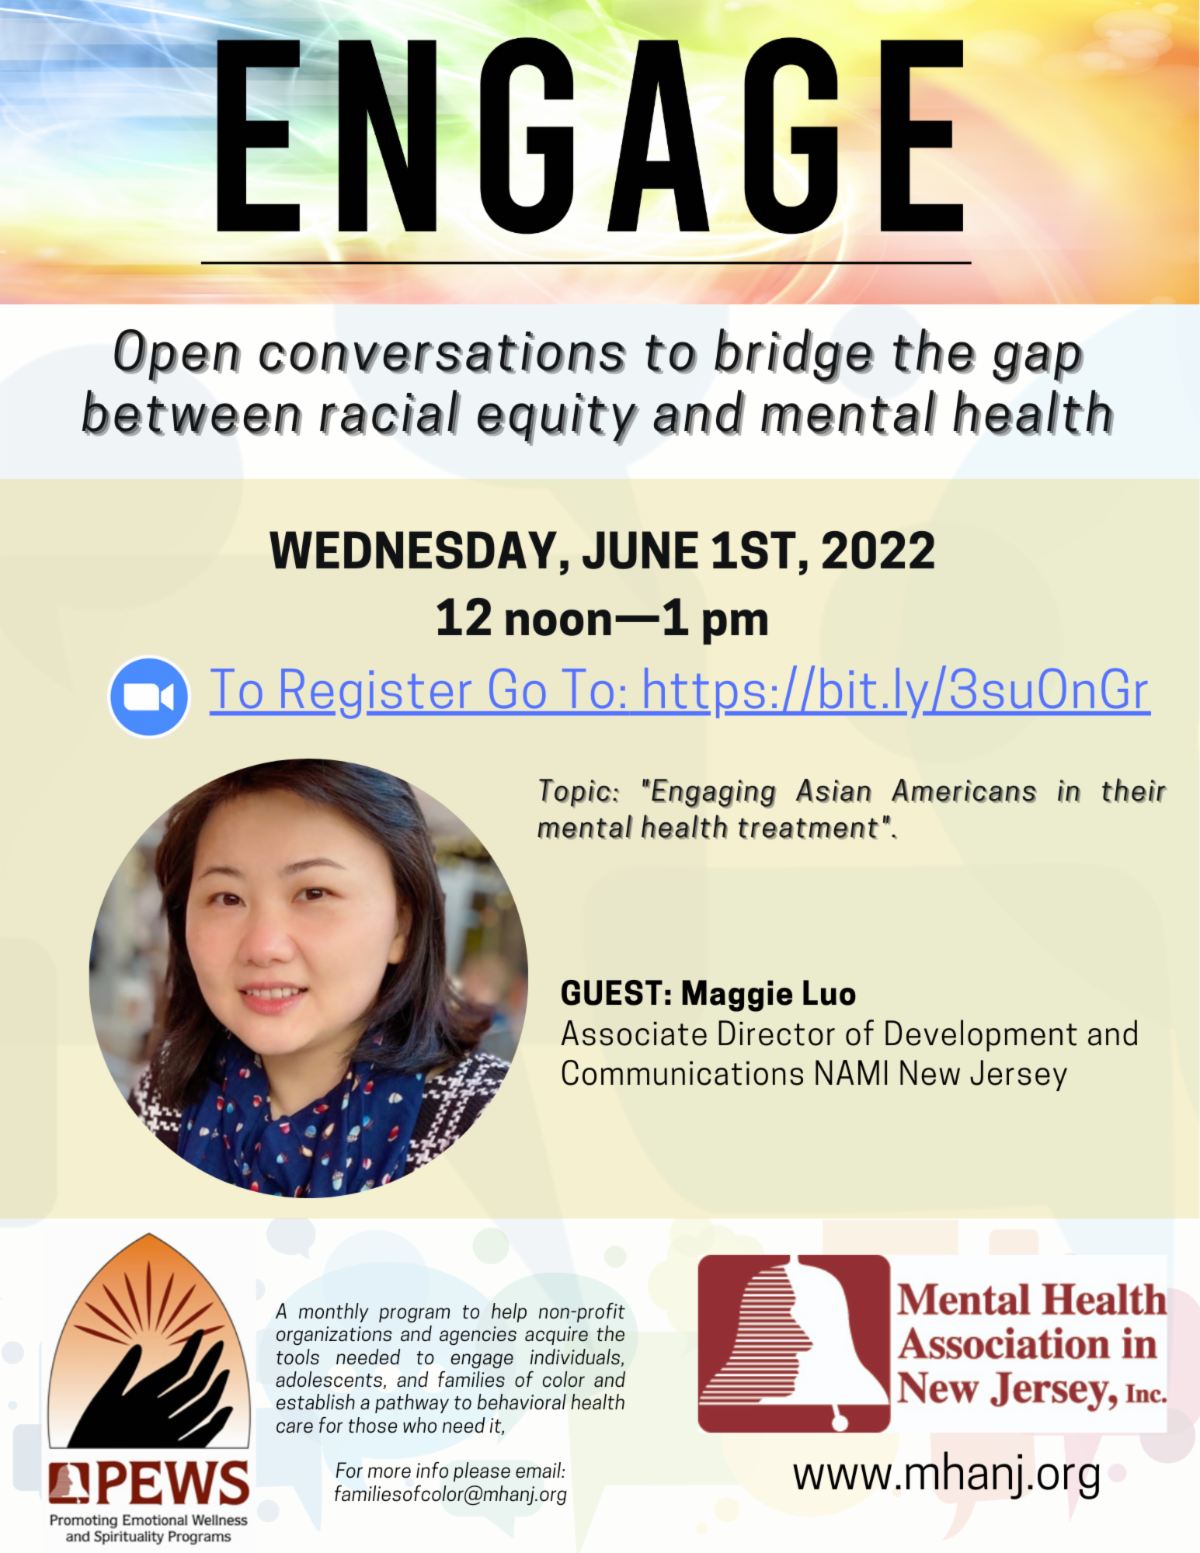 ENGAGE
Open conversations to bridge the gap
between racial equity and mental health
WEDNESDAY, JUNE 1ST, 2022
12 noon—1 pm
To Register Go To: https://bit.ly/3suOnGr
Topic: "Engaging Asian Americans in their
mental health treatment".
GUEST: Maggie Luo
Associate Director of Development and
Communications NAMI New Jersey
A monthly program to help non-profit
organizations and agencies acquire the
tools needed to engage individuals,
adolescents, and families of color and
establish a pathway to behavioral health
care for those who need it,
For more info please email:
familiesofcolor@mhanj.org
PEWS
Promoting Emotional Wellness
and Spirituality Programs
Mental Health
Association in
New Jersey, Inc.
www.mhanj.org